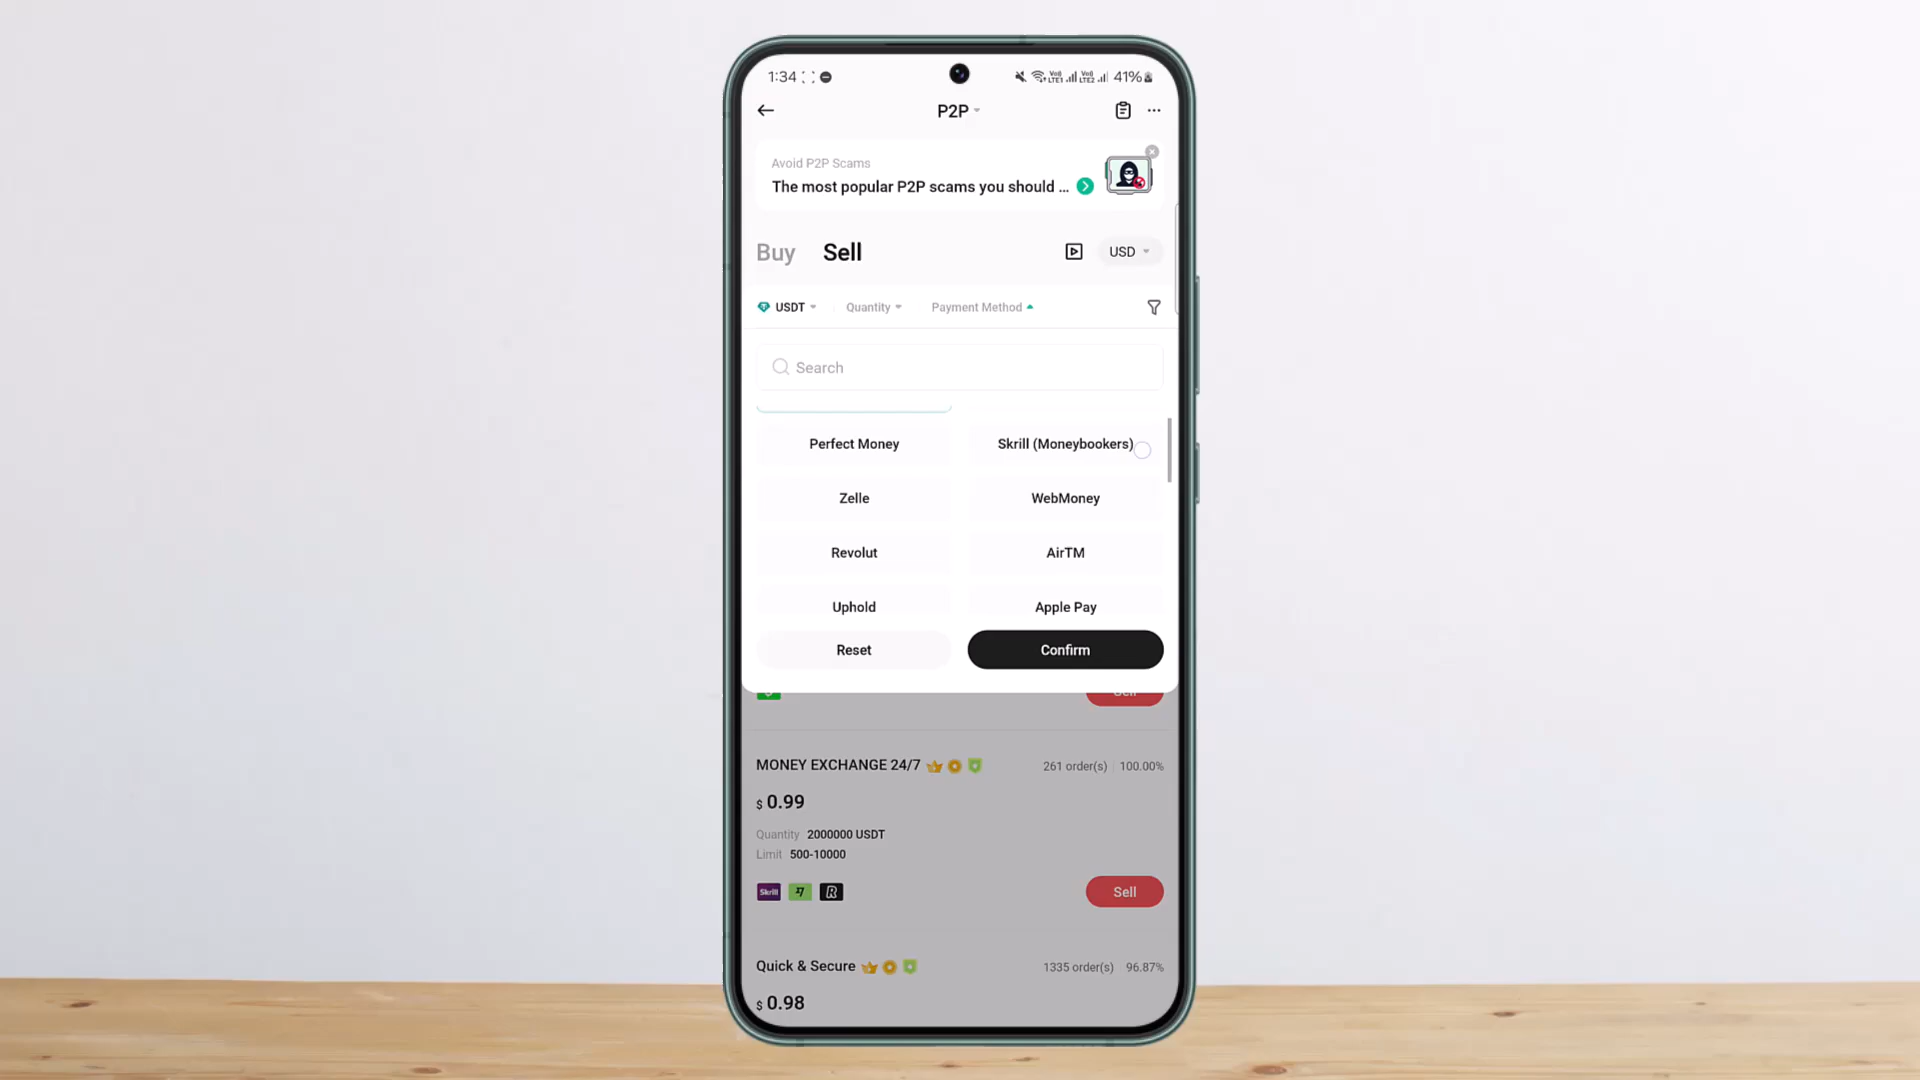 1:34 41%
P2P
Avoid P2P Scams
The most popular P2P scams you should ...
Buy Sell USD
USDT Quantity Payment Method
Search
Perfect Money Skrill (Moneybookers)
Zelle WebMoney
Revolut AirTM
Uphold Apple Pay
Reset Confirm
Sell
MONEY EXCHANGE 24/7 261 order(s) 100.00%
$ 0.99
Quantity 2000000 USDT
Limit 500-10000
Skrill Sell
Quick & Secure 1335 order(s) 96.87%
$ 0.98